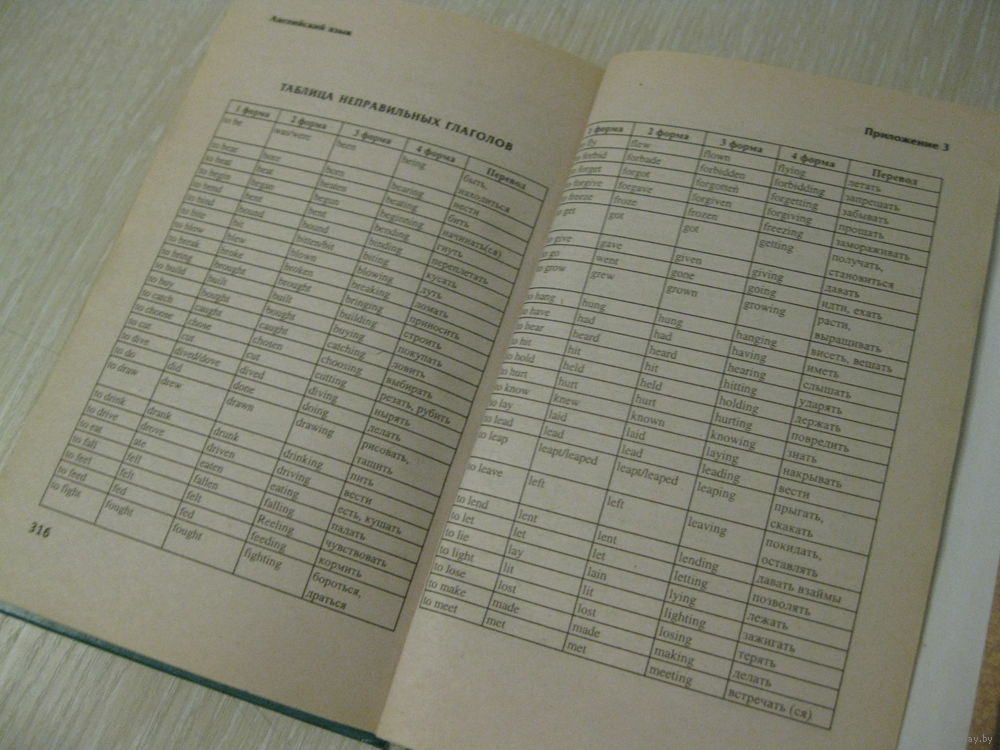 Английский язык
ТАБЛИЦА НЕПРАВИЛЬНЫХ ГЛАГОЛОВ
1 форма 2 форма 3 форма 4 форма Перевод
to be was/were been being быть,
находиться
to bear bore born bearing вести
to beat beat beaten beating бить
to begin began begun beginning начинать(ся)
to bend bent bent bending гнуть
to bind bound bound binding переплетать
to bite bit bitten/bit biting кусать
to blow blew blown blowing дуть
to break broke broken breaking ломать
to bring brought brought bringing приносить
to build built built building строить
to buy bought bought buying покупать
to catch caught caught catching ловить
to choose chose chosen choosing выбирать
to cut cut cut cutting резать, рубить
to dive dived/dove dived diving нырять
to do did done doing делать
to draw drew drawn drawing рисовать,
тащить
to drink drank drunk drinking пить
to drive drove driven driving вести
to eat ate eaten eating есть, кушать
to fall fell fallen falling падать
to feel felt felt Reeling чувствовать
to feed fed fed feeding кормить
to fight fought fought fighting бороться,
драться
316
Приложение 3
1 форма 2 форма 3 форма 4 форма Перевод
to fly flew flown flying летать
to forbid forbade forbidden forbidding запрещать
to forget forgot forgotten forgetting забывать
to forgive forgave forgiven forgiving прощать
to freeze froze frozen freezing замораживать
to get got got getting получать,
становиться
to give gave given giving давать
to go went gone going идти, ехать
to grow grew grown growing расти,
выращивать
to hang hung hung hanging висеть, вешать
to have had had having иметь
to hear heard heard hearing слышать
to hit hit hit hitting ударять
to hold held held holding держать
to hurt hurt hurt hurting повредить
to know knew known knowing знать
to lay laid laid laying накрывать
to lead lead lead leading вести
to leap leapt/leaped leapt/leaped leaping прыгать,
скакать
to leave left left leaving покидать,
оставлять
to lend lent lent lending давать взаймы
to let let let letting позволять
to lie lay lain lying лежать
to light lit lit lighting зажигать
to lose lost lost losing терять
to make made made making делать
to meet met met meeting встречать (ся)